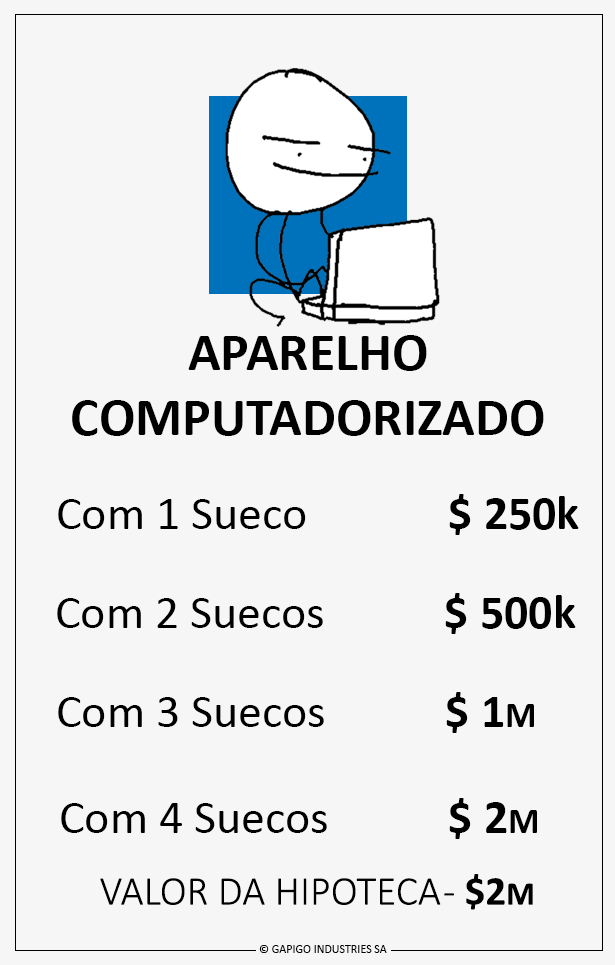 APARELHO
COMPUTADORIZADO
Com 1 Sueco $ 250k
Com 2 Suecos $ 500k
Com 3 Suecos $ 1M
Com 4 Suecos $ 2M
VALOR DA HIPOTECA- $2M
© GAPIGO INDUSTRIES SA